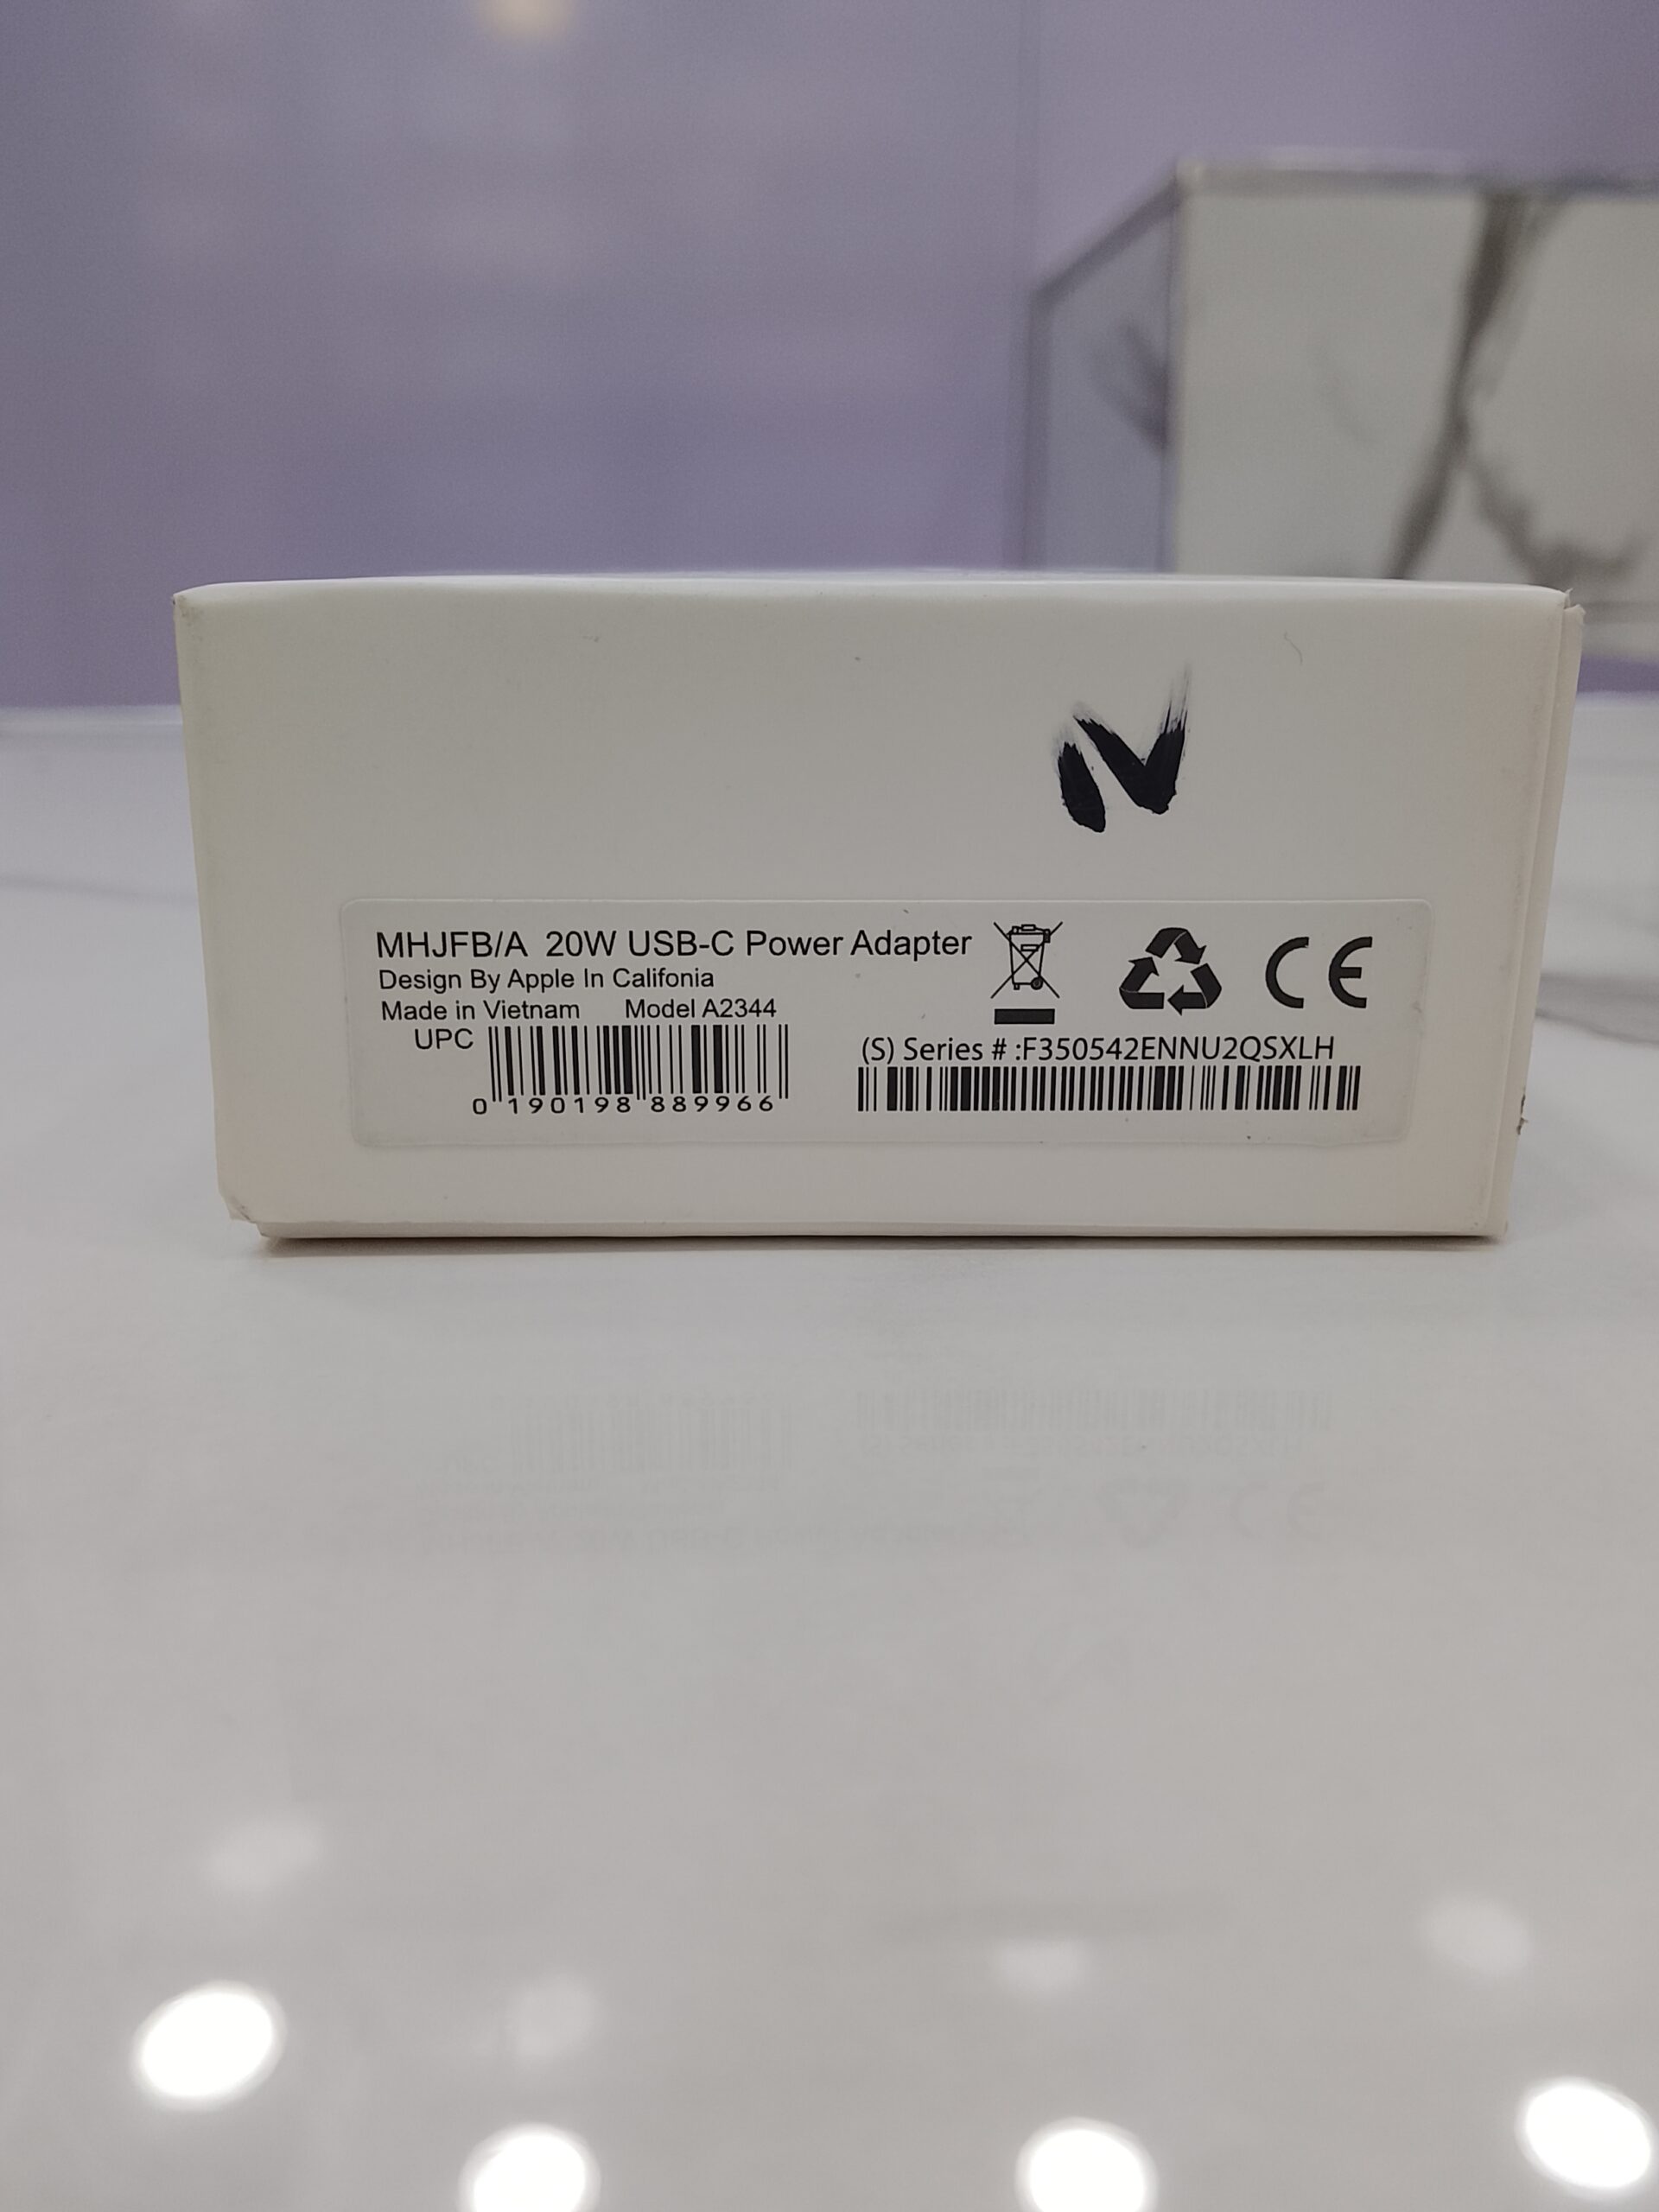 N
MHJFB/A 20W USB-C Power Adapter
Design By Apple In Califonia
Made in Vietnam Model A2344
UPC
0 190198 889966
CE
(S) Series # :F350542ENNU2QSXLH